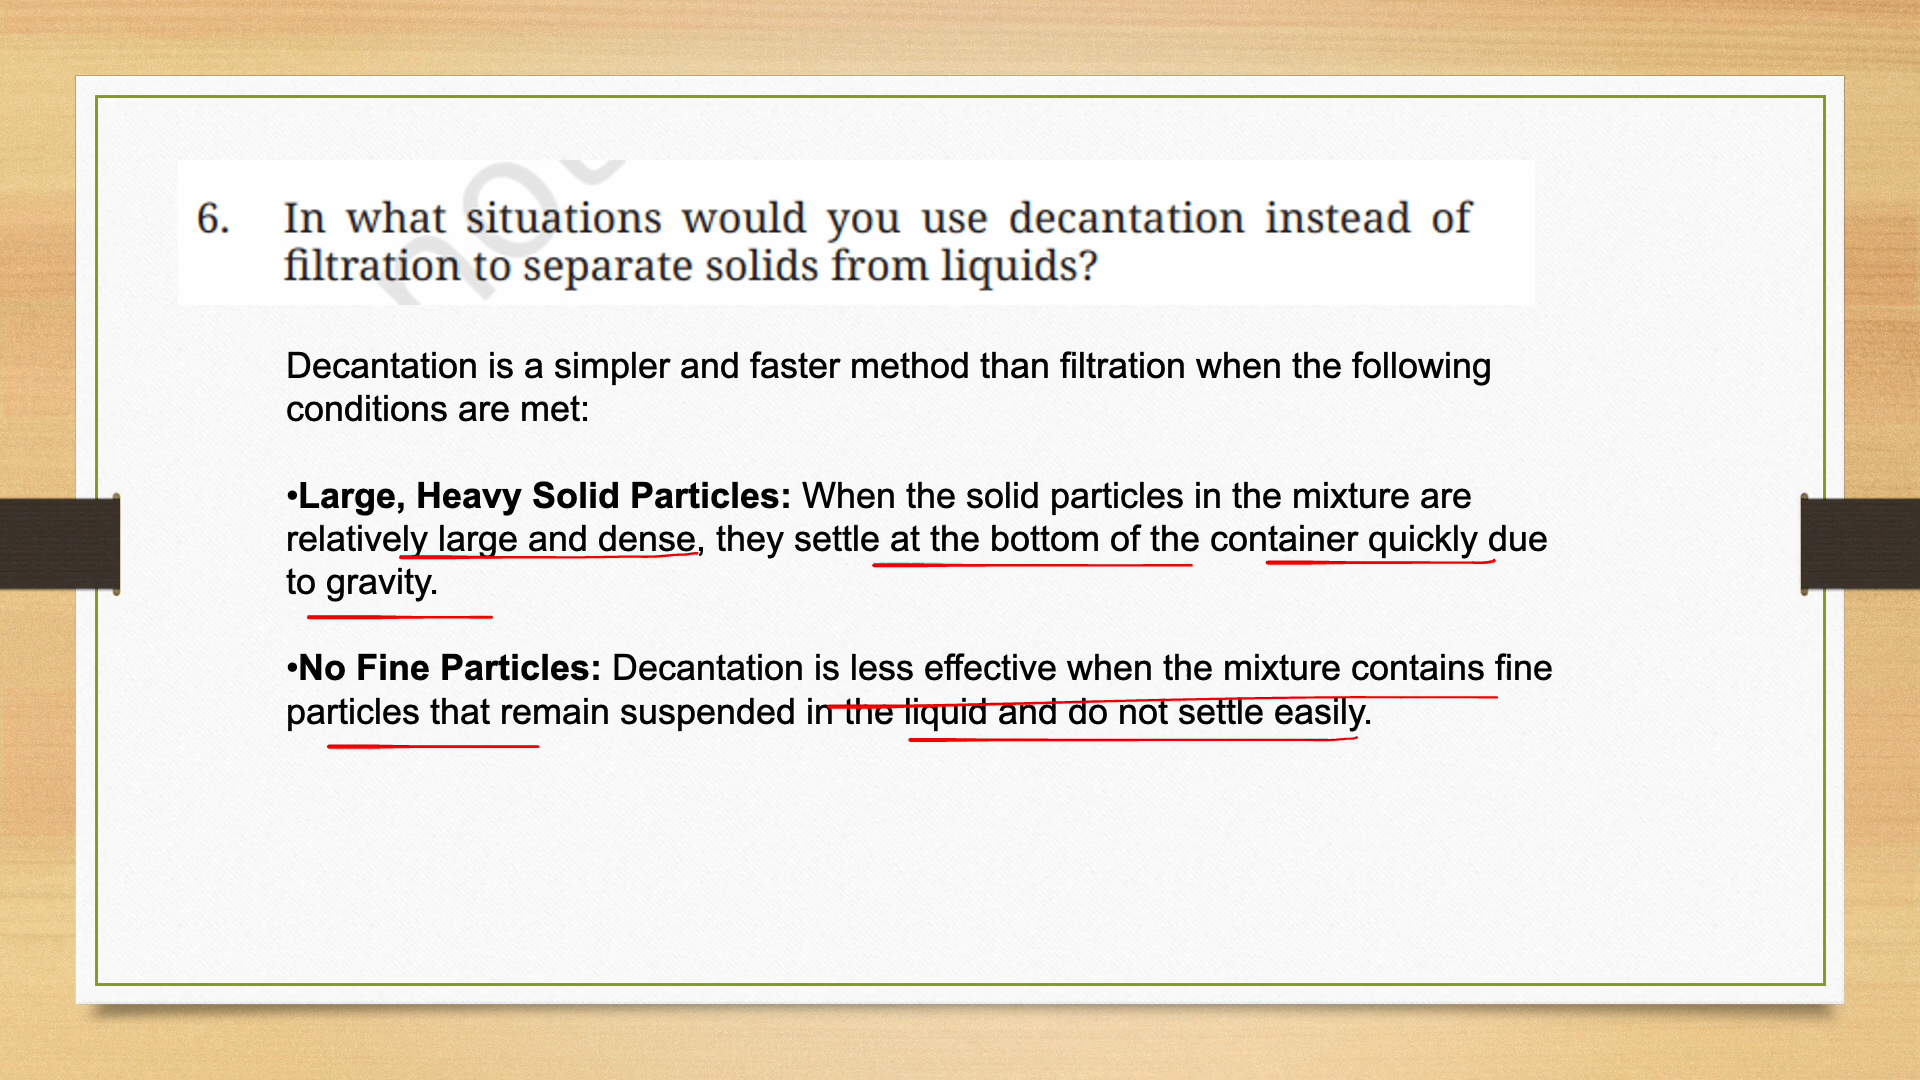 not
6. In what situations would you use decantation instead of
filtration to separate solids from liquids?
Decantation is a simpler and faster method than filtration when the following
conditions are met:
•Large, Heavy Solid Particles: When the solid particles in the mixture are
relatively large and dense, they settle at the bottom of the container quickly due
to gravity.
•No Fine Particles: Decantation is less effective when the mixture contains fine
particles that remain suspended in the liquid and do not settle easily.